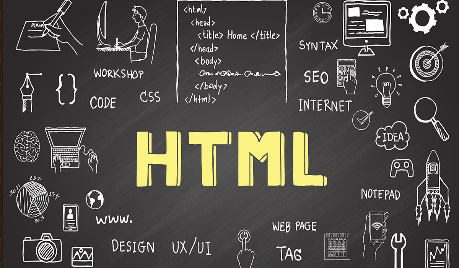 <html>
<head>
<title> Home </title>
</head>
<body>
</body>
</html>
SYNTAX
WORKSHOP
SEO
CODE
CSS
INTERNET
IDEA
HTML
NOTEPAD
www.
WEB PAGE
DESIGN
UX/UI
TAG